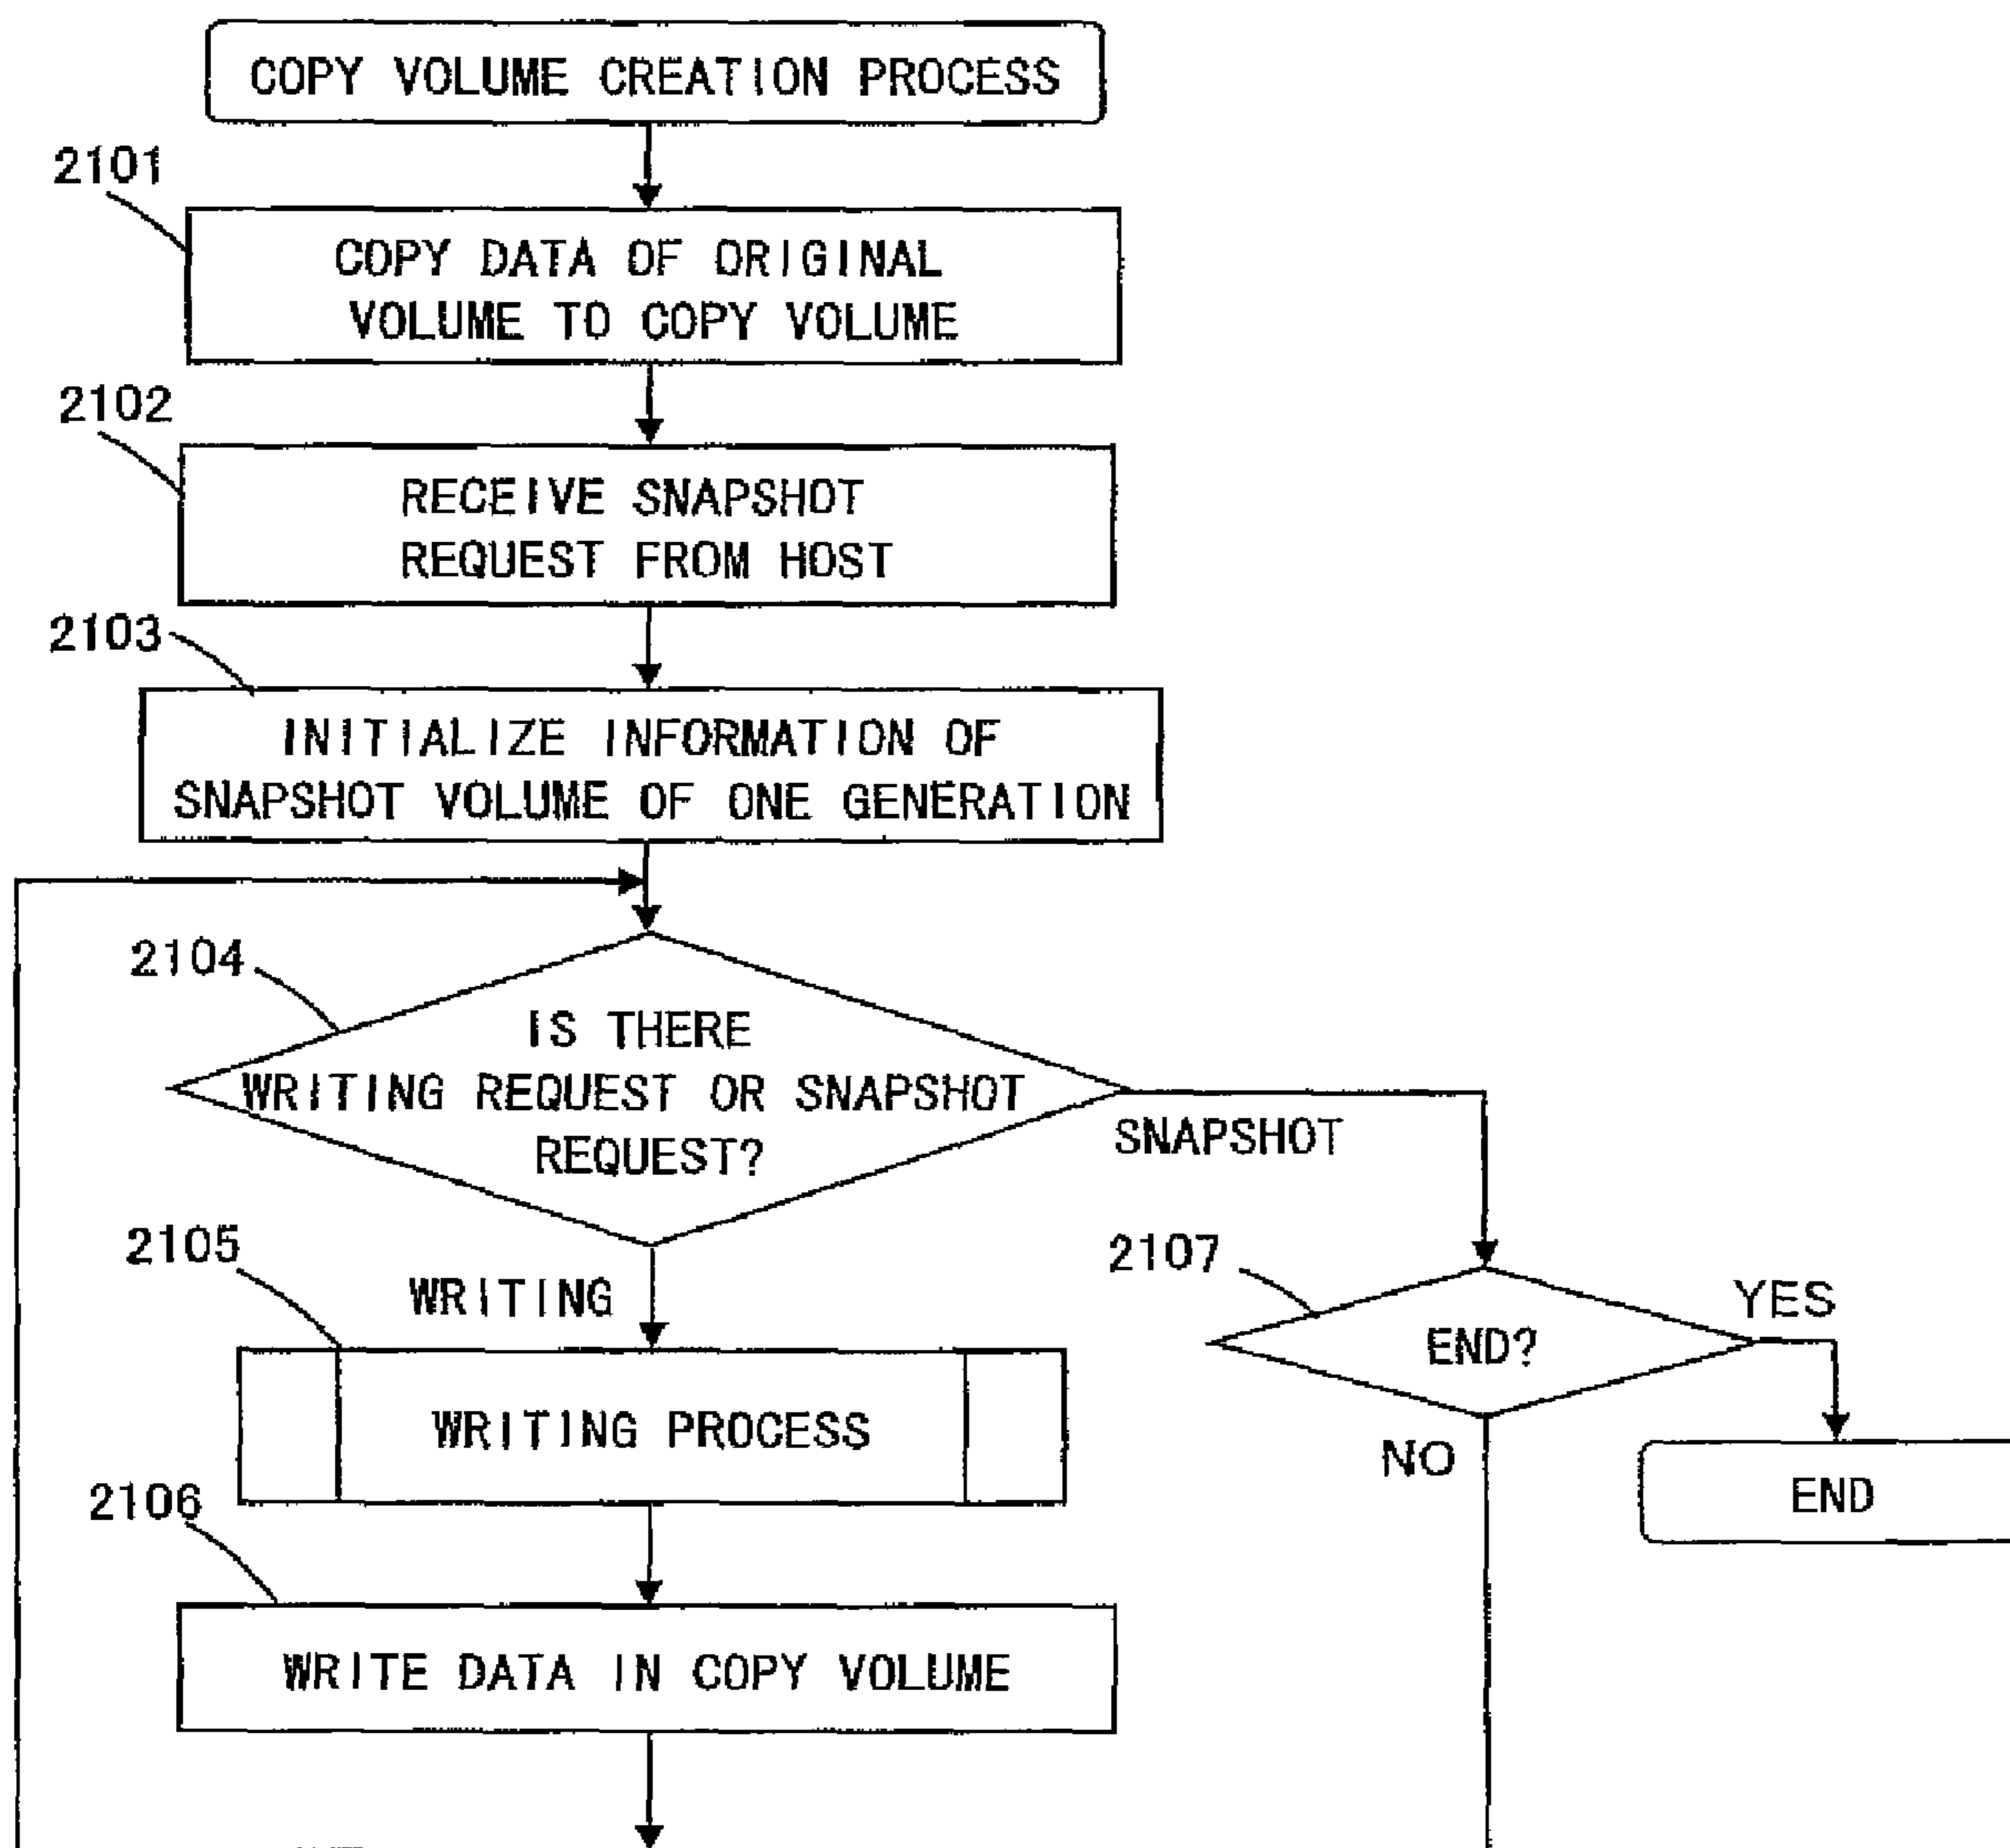 COPY VOLUME CREATION PROCESS
2101
COPY DATA OF ORIGINAL
VOLUME TO COPY VOLUME
2102
RECEIVE SNAPSHOT
REQUEST FROM HOST
2103
INITIALIZE INFORMATION OF
SNAPSHOT VOLUME OF ONE GENERATION
2104
IS THERE
WRITING REQUEST OR SNAPSHOT
REQUEST?
SNAPSHOT
2105
WRITING
2107
END?
YES
WRITING PROCESS
NO
END
2106
WRITE DATA IN COPY VOLUME